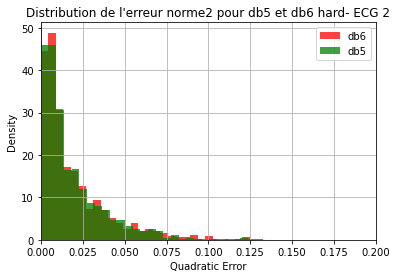 Distribution de l'erreur norme2 pour db5 et db6 hard- ECG 2
db6
db5
50
40
30
20
10
0
Density
0.000 0.025 0.050 0.075 0.100 0.125 0.150 0.175 0.200
Quadratic Error